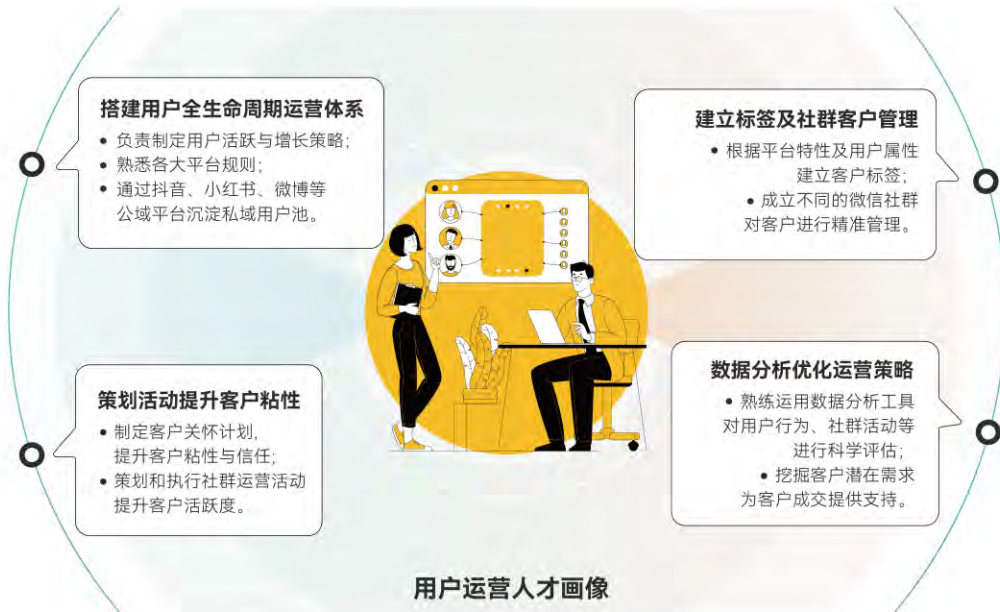 搭建用户全生命周期运营体系
• 负责制定用户活跃与增长策略;
• 熟悉各大平台规则;
• 通过抖音、小红书、微博等
公域平台沉淀私域用户池。
建立标签及社群客户管理
• 根据平台特性及用户属性
建立客户标签;
• 成立不同的微信社群
对客户进行精准管理。
策划活动提升客户粘性
• 制定客户关怀计划,
提升客户粘性与信任;
• 策划和执行社群运营活动
提升客户活跃度。
数据分析优化运营策略
• 熟练运用数据分析工具
对用户行为、社群活动等
进行科学评估;
• 挖掘客户潜在需求
为客户成交提供支持。
用户运营人才画像